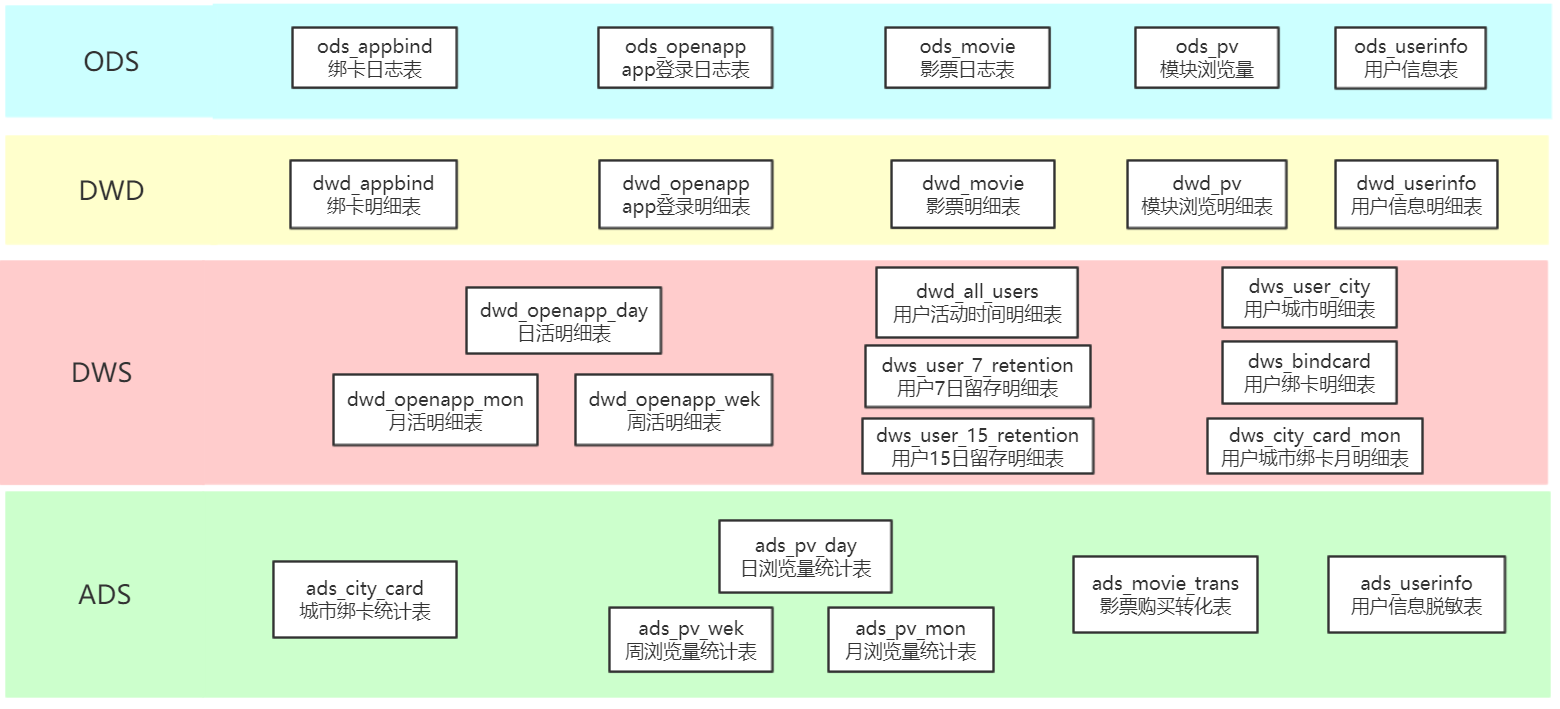 ODS
ods_appbind
绑卡日志表
ods_openapp
app登录日志表
ods_movie
影票日志表
ods_pv
模块浏览量
ods_userinfo
用户信息表
DWD
dwd_appbind
绑卡明细表
dwd_openapp
app登录明细表
dwd_movie
影票明细表
dwd_pv
模块浏览明细表
dwd_userinfo
用户信息明细表
DWS
dwd_openapp_day
日活明细表
dwd_openapp_mon
月活明细表
dwd_openapp_wek
周活明细表
dwd_all_users
用户活动时间明细表
dws_user_7_retention
用户7日留存明细表
dws_user_15_retention
用户15日留存明细表
dws_user_city
用户城市明细表
dws_bindcard
用户绑卡明细表
dws_city_card_mon
用户城市绑卡月明细表
ADS
ads_city_card
城市绑卡统计表
ads_pv_day
日浏览量统计表
ads_pv_wek
周浏览量统计表
ads_pv_mon
月浏览量统计表
ads_movie_trans
影票购买转化表
ads_userinfo
用户信息脱敏表